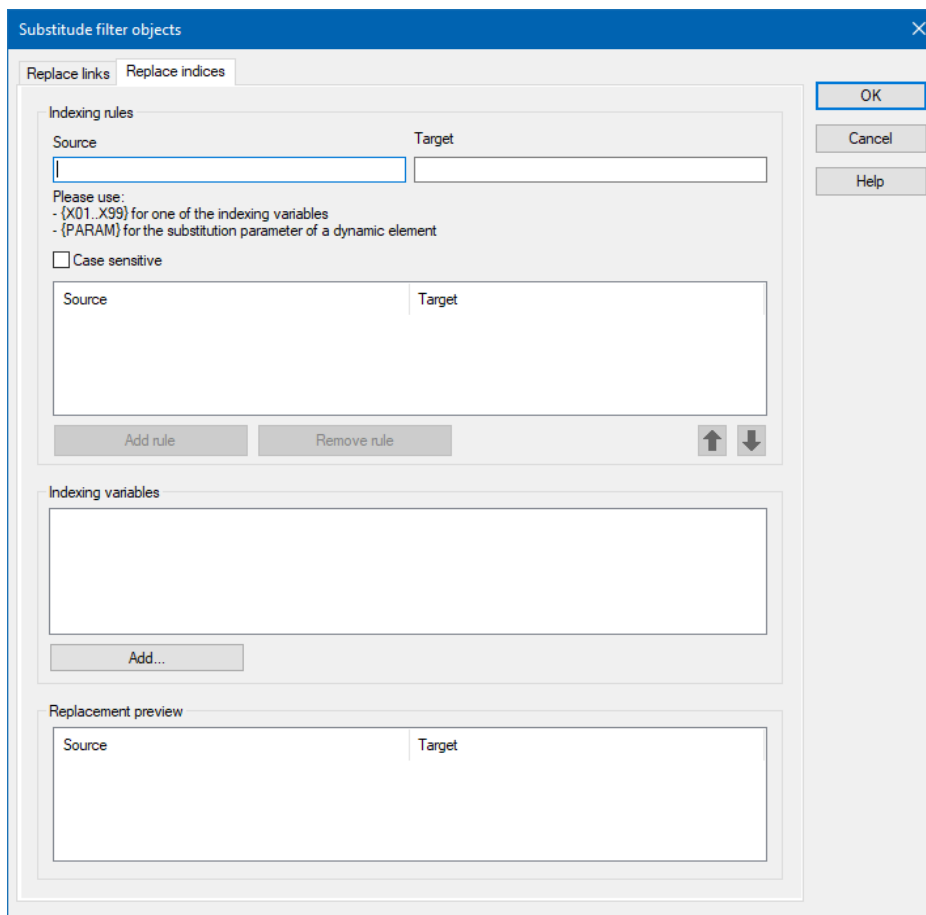 Substitude filter objects
Replace links
Replace indices
OK
Cancel
Help
Indexing rules
Source
Target
Please use:
- {X01..X99} for one of the indexing variables
- {PARAM} for the substitution parameter of a dynamic element
Case sensitive
Source
Target
Add rule
Remove rule
Indexing variables
Add...
Replacement preview
Source
Target